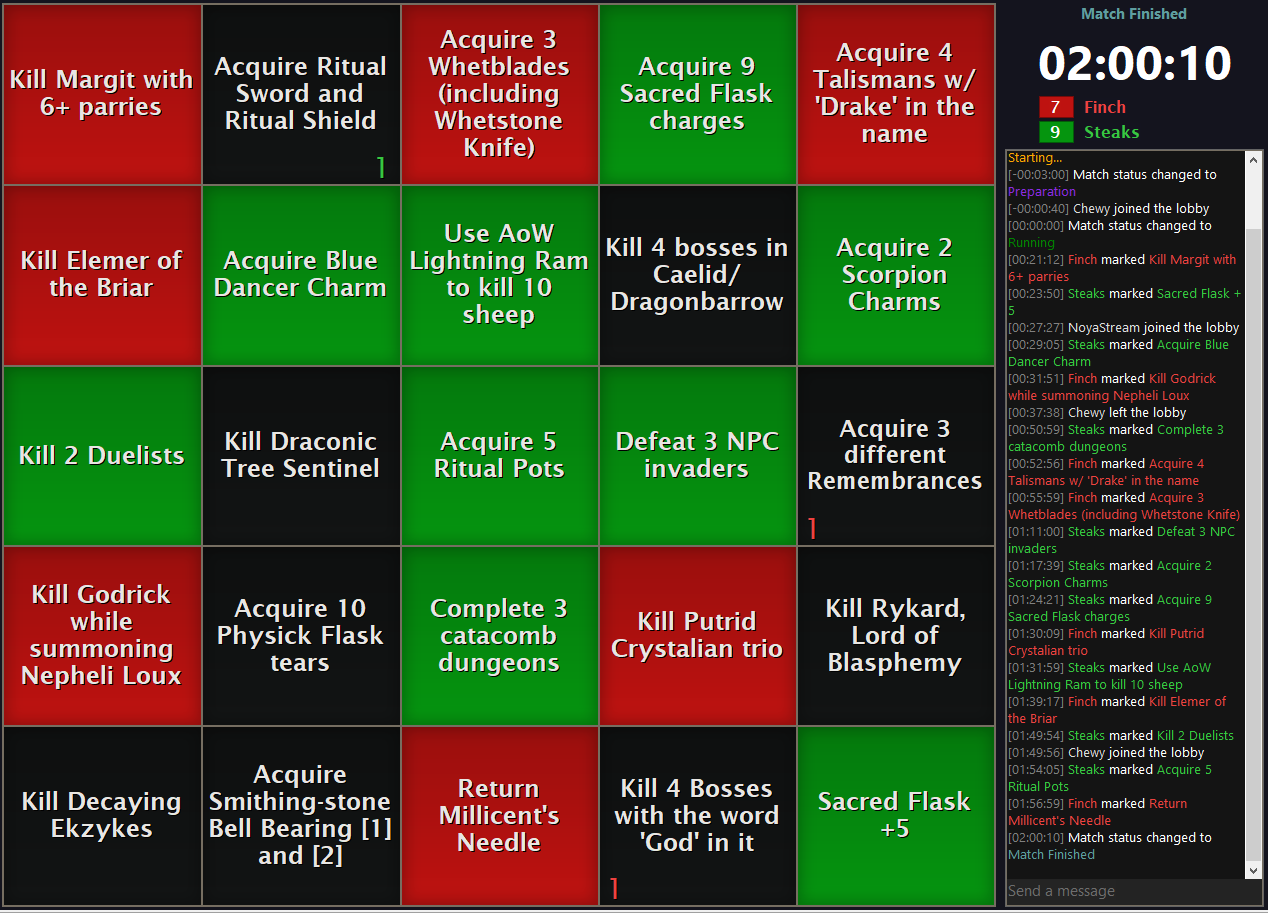 Kill Margit with
6+ parries
Acquire Ritual
Sword and
Ritual Shield
1
Acquire 3
Whetblades
(including
Whetstone
Knife)
Acquire 9
Sacred Flask
charges
Acquire 4
Talismans w/
'Drake' in the
name
Kill Elemer of
the Briar
Acquire Blue
Dancer Charm
Use AoW
Lightning Ram
to kill 10
sheep
Kill 4 bosses in
Caelid/
Dragonbarrow
Acquire 2
Scorpion
Charms
Kill 2 Duelists
Kill Draconic
Tree Sentinel
Acquire 5
Ritual Pots
Defeat 3 NPC
invaders
Acquire 3
different
Remembrances
1
Kill Godrick
while
summoning
Nepheli Loux
Acquire 10
Physick Flask
tears
Complete 3
catacomb
dungeons
Kill Putrid
Crystalian trio
Kill Rykard,
Lord of
Blasphemy
Kill Decaying
Ekzykes
Acquire
Smithing-stone
Bell Bearing [1]
and [2]
Return
Millicent's
Needle
Kill 4 Bosses
with the word
'God' in it
1
Sacred Flask
+5
Match Finished
02:00:10
7 Finch
9 Steaks
Starting...
[-00:03:00] Match status changed to
Preparation
[-00:00:40] Chewy joined the lobby
[00:00:00] Match status changed to
Running
[00:21:12] Finch marked Kill Margit with
6+ parries
[00:23:50] Steaks marked Sacred Flask +
5
[00:27:27] NoyaStream joined the lobby
[00:29:05] Steaks marked Acquire Blue
Dancer Charm
[00:31:51] Finch marked Kill Godrick
while summoning Nepheli Loux
[00:37:38] Chewy left the lobby
[00:50:59] Steaks marked Complete 3
catacomb dungeons
[00:52:56] Finch marked Acquire 4
Talismans w/ 'Drake' in the name
[00:55:59] Finch marked Acquire 3
Whetblades (including Whetstone Knife)
[01:11:00] Steaks marked Defeat 3 NPC
invaders
[01:17:39] Steaks marked Acquire 2
Scorpion Charms
[01:24:21] Steaks marked Acquire 9
Sacred Flask charges
[01:30:09] Finch marked Kill Putrid
Crystalian trio
[01:31:59] Steaks marked Use AoW
Lightning Ram to kill 10 sheep
[01:39:17] Finch marked Kill Elemer of
the Briar
[01:49:54] Steaks marked Kill 2 Duelists
[01:49:56] Chewy joined the lobby
[01:54:05] Steaks marked Acquire 5
Ritual Pots
[01:56:59] Finch marked Return
Millicent's Needle
[02:00:10] Match status changed to
Match Finished
Send a message